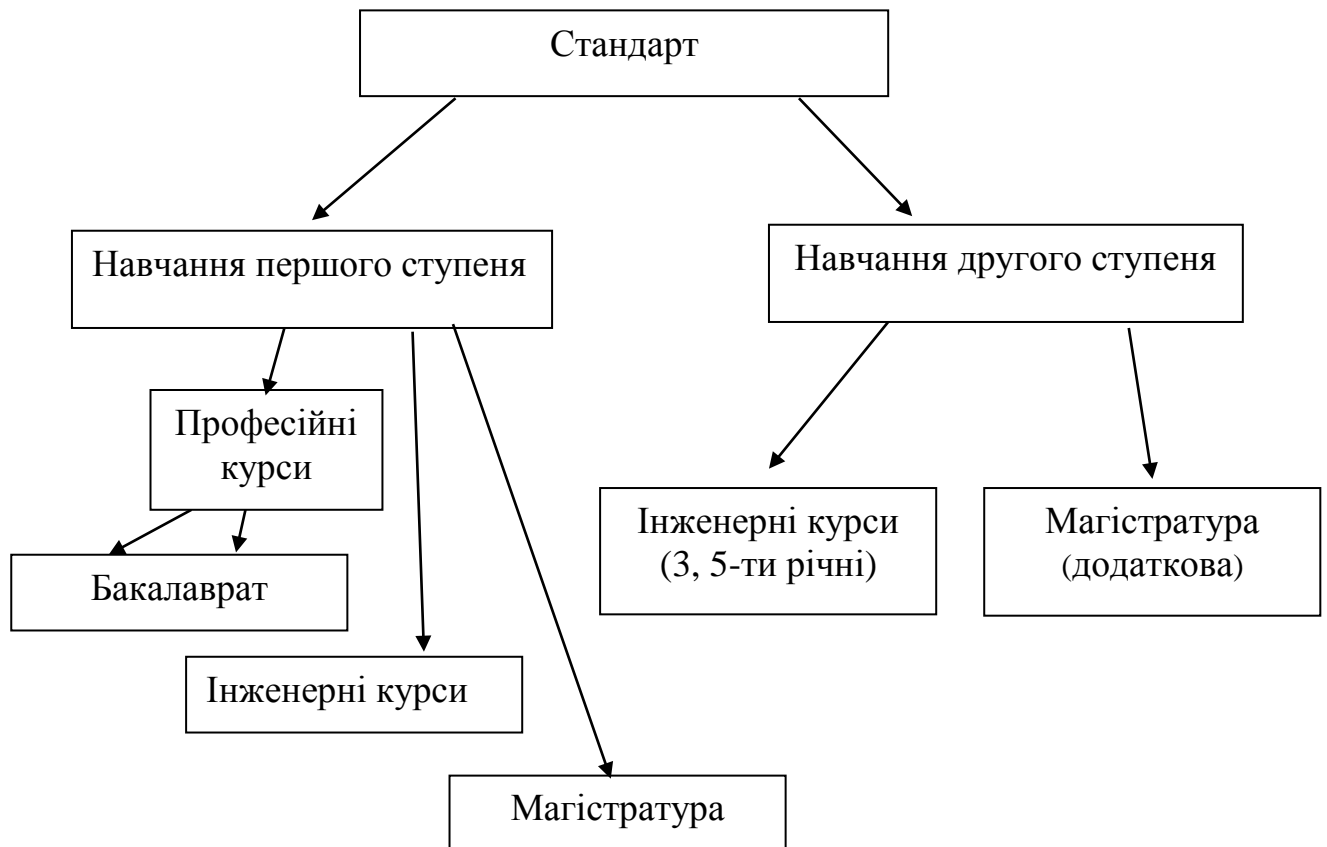 Стандарт
Навчання першого ступеня
Навчання другого ступеня
Професійні
курси
Інженерні курси
(3, 5-ти річні)
Магістратура
(додаткова)
Бакалаврат
Інженерні курси
Магістратура